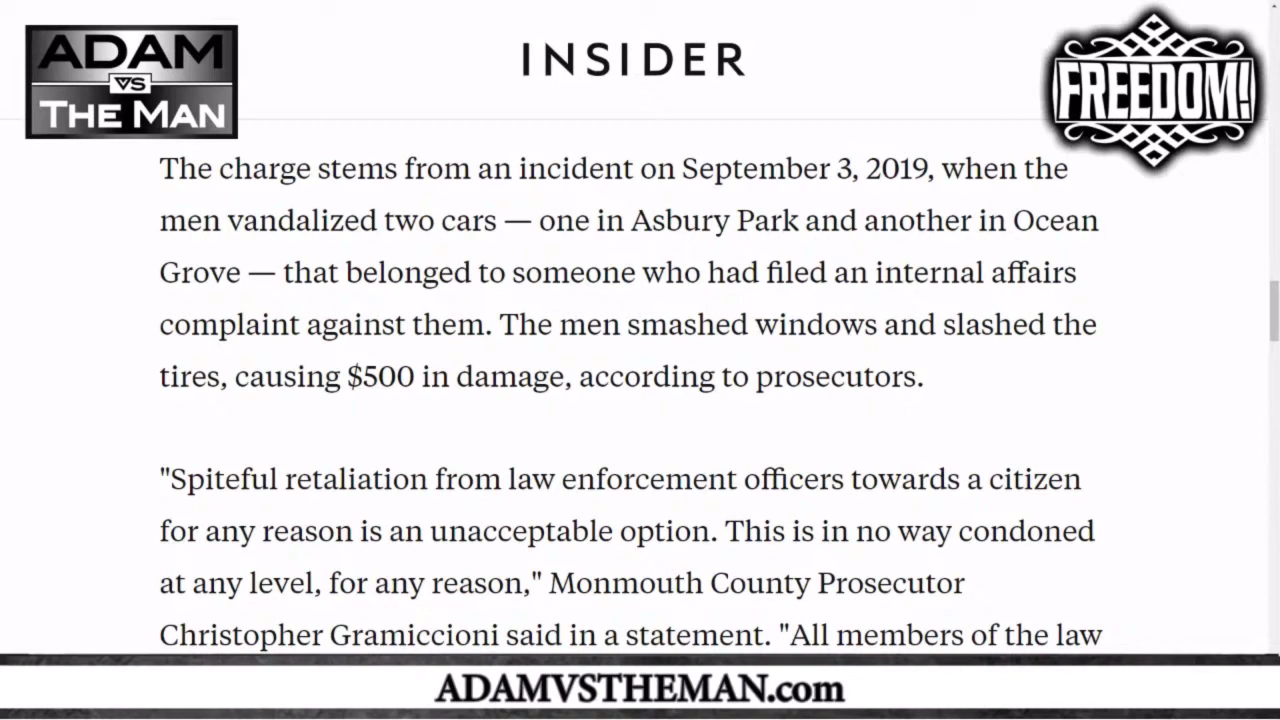 ADAM
VS
THE MAN
INSIDER
FREEDOM!
The charge stems from an incident on September 3, 2019, when the
men vandalized two cars — one in Asbury Park and another in Ocean
Grove — that belonged to someone who had filed an internal affairs
complaint against them. The men smashed windows and slashed the
tires, causing $500 in damage, according to prosecutors.
"Spiteful retaliation from law enforcement officers towards a citizen
for any reason is an unacceptable option. This is in no way condoned
at any level, for any reason," Monmouth County Prosecutor
Christopher Gramiccioni said in a statement. "All members of the law
ADAMVSTHEMAN.com